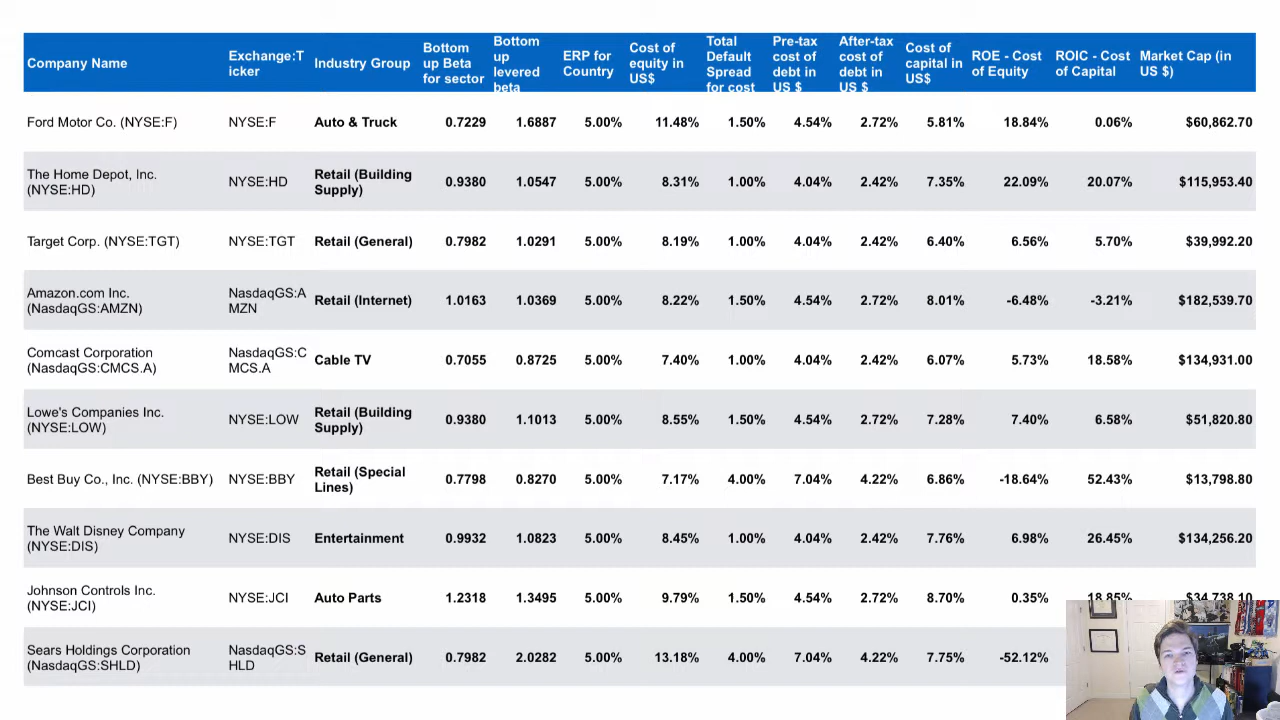 Company Name
Exchange:T
icker
Industry Group
Bottom
up Beta
for sector
Bottom
up
levered
beta
ERP for
Country
Cost of
equity in
US$
Total
Default
Spread
for cost
Pre-tax
cost of
debt in
US $
After-tax
cost of
debt in
US $
Cost of
capital in
US$
ROE - Cost
of Equity
ROIC - Cost
of Capital
Market Cap (in
US $)
Ford Motor Co. (NYSE:F) NYSE:F Auto & Truck 0.7229 1.6887 5.00% 11.48% 1.50% 4.54% 2.72% 5.81% 18.84% 0.06% $60,862.70
The Home Depot, Inc.
(NYSE:HD)
NYSE:HD
Retail (Building
Supply)
0.9380 1.0547 5.00% 8.31% 1.00% 4.04% 2.42% 7.35% 22.09% 20.07% $115,953.40
Target Corp. (NYSE:TGT) NYSE:TGT Retail (General) 0.7982 1.0291 5.00% 8.19% 1.00% 4.04% 2.42% 6.40% 6.56% 5.70% $39,992.20
Amazon.com Inc.
(NasdaqGS:AMZN)
NasdaqGS:A
MZN
Retail (Internet) 1.0163 1.0369 5.00% 8.22% 1.50% 4.54% 2.72% 8.01% -6.48% -3.21% $182,539.70
Comcast Corporation
(NasdaqGS:CMCS.A)
NasdaqGS:C
MCS.A
Cable TV 0.7055 0.8725 5.00% 7.40% 1.00% 4.04% 2.42% 6.07% 5.73% 18.58% $134,931.00
Lowe's Companies Inc.
(NYSE:LOW)
NYSE:LOW
Retail (Building
Supply)
0.9380 1.1013 5.00% 8.55% 1.50% 4.54% 2.72% 7.28% 7.40% 6.58% $51,820.80
Best Buy Co., Inc. (NYSE:BBY) NYSE:BBY
Retail (Special
Lines)
0.7798 0.8270 5.00% 7.17% 4.00% 7.04% 4.22% 6.86% -18.64% 52.43% $13,798.80
The Walt Disney Company
(NYSE:DIS)
NYSE:DIS Entertainment 0.9932 1.0823 5.00% 8.45% 1.00% 4.04% 2.42% 7.76% 6.98% 26.45% $134,256.20
Johnson Controls Inc.
(NYSE:JCI)
NYSE:JCI Auto Parts 1.2318 1.3495 5.00% 9.79% 1.50% 4.54% 2.72% 8.70% 0.35% 18.85% $34,738.10
Sears Holdings Corporation
(NasdaqGS:SHLD)
NasdaqGS:S
HLD
Retail (General) 0.7982 2.0282 5.00% 13.18% 4.00% 7.04% 4.22% 7.75% -52.12%